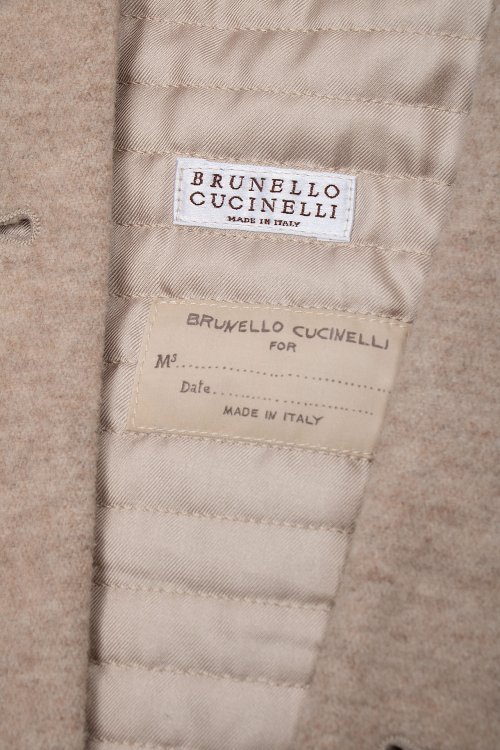 BRUNELLO
CUCINELLI
MADE IN ITALY
BRUNELLO CUCINELLI
FOR
Ms..............................
Date..............................
MADE IN ITALY